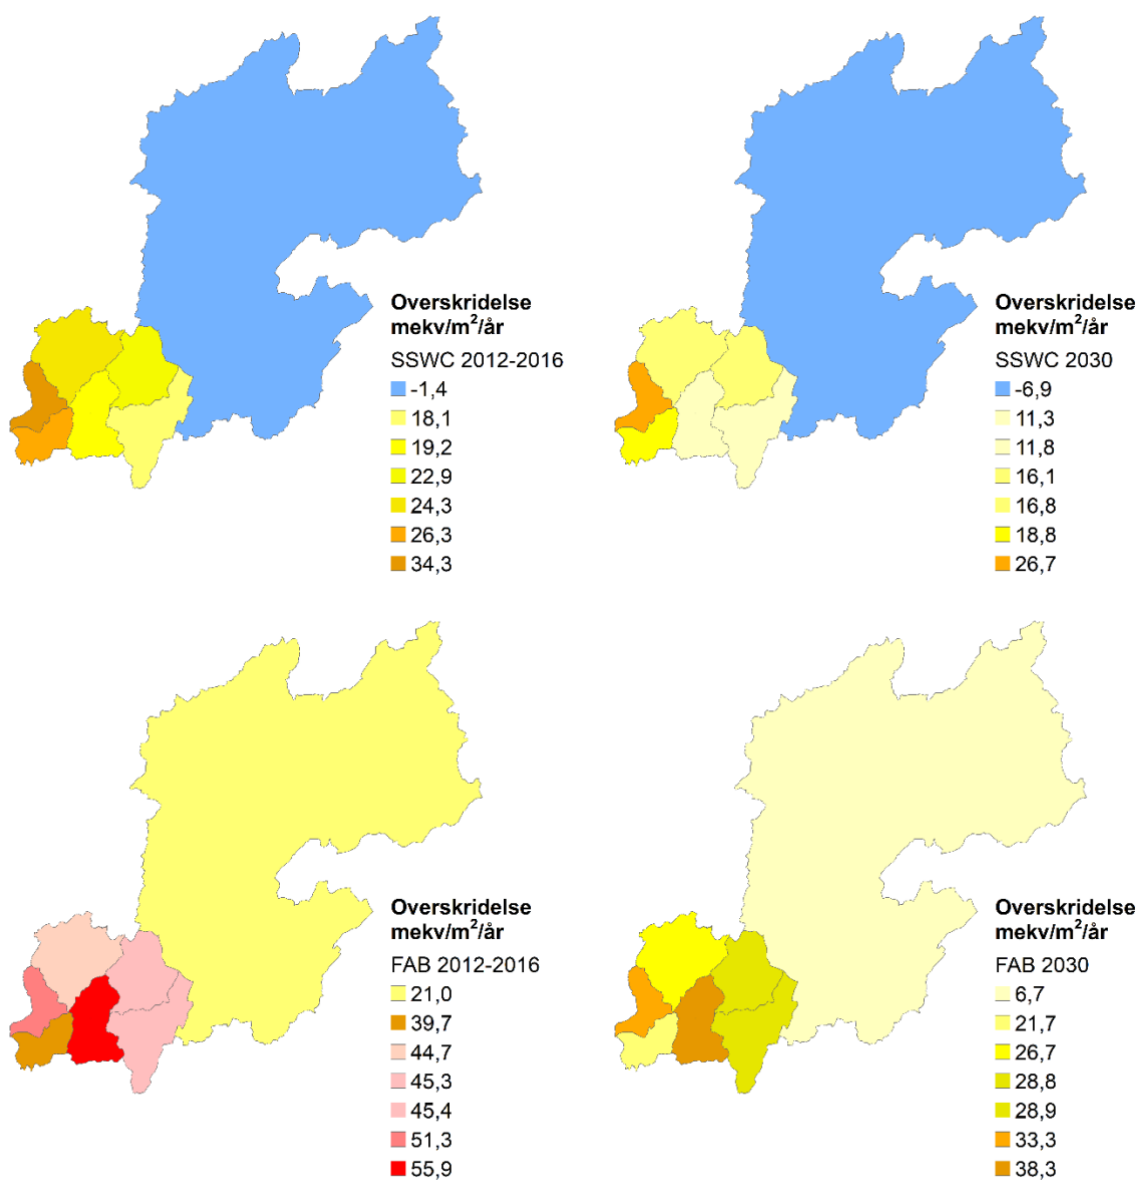 Overskridelse
mekv/m²/år
SSWC 2012-2016
-1,4
18,1
19,2
22,9
24,3
26,3
34,3
Overskridelse
mekv/m²/år
SSWC 2030
-6,9
11,3
11,8
16,1
16,8
18,8
26,7
Overskridelse
mekv/m²/år
FAB 2012-2016
21,0
39,7
44,7
45,3
45,4
51,3
55,9
Overskridelse
mekv/m²/år
FAB 2030
6,7
21,7
26,7
28,8
28,9
33,3
38,3